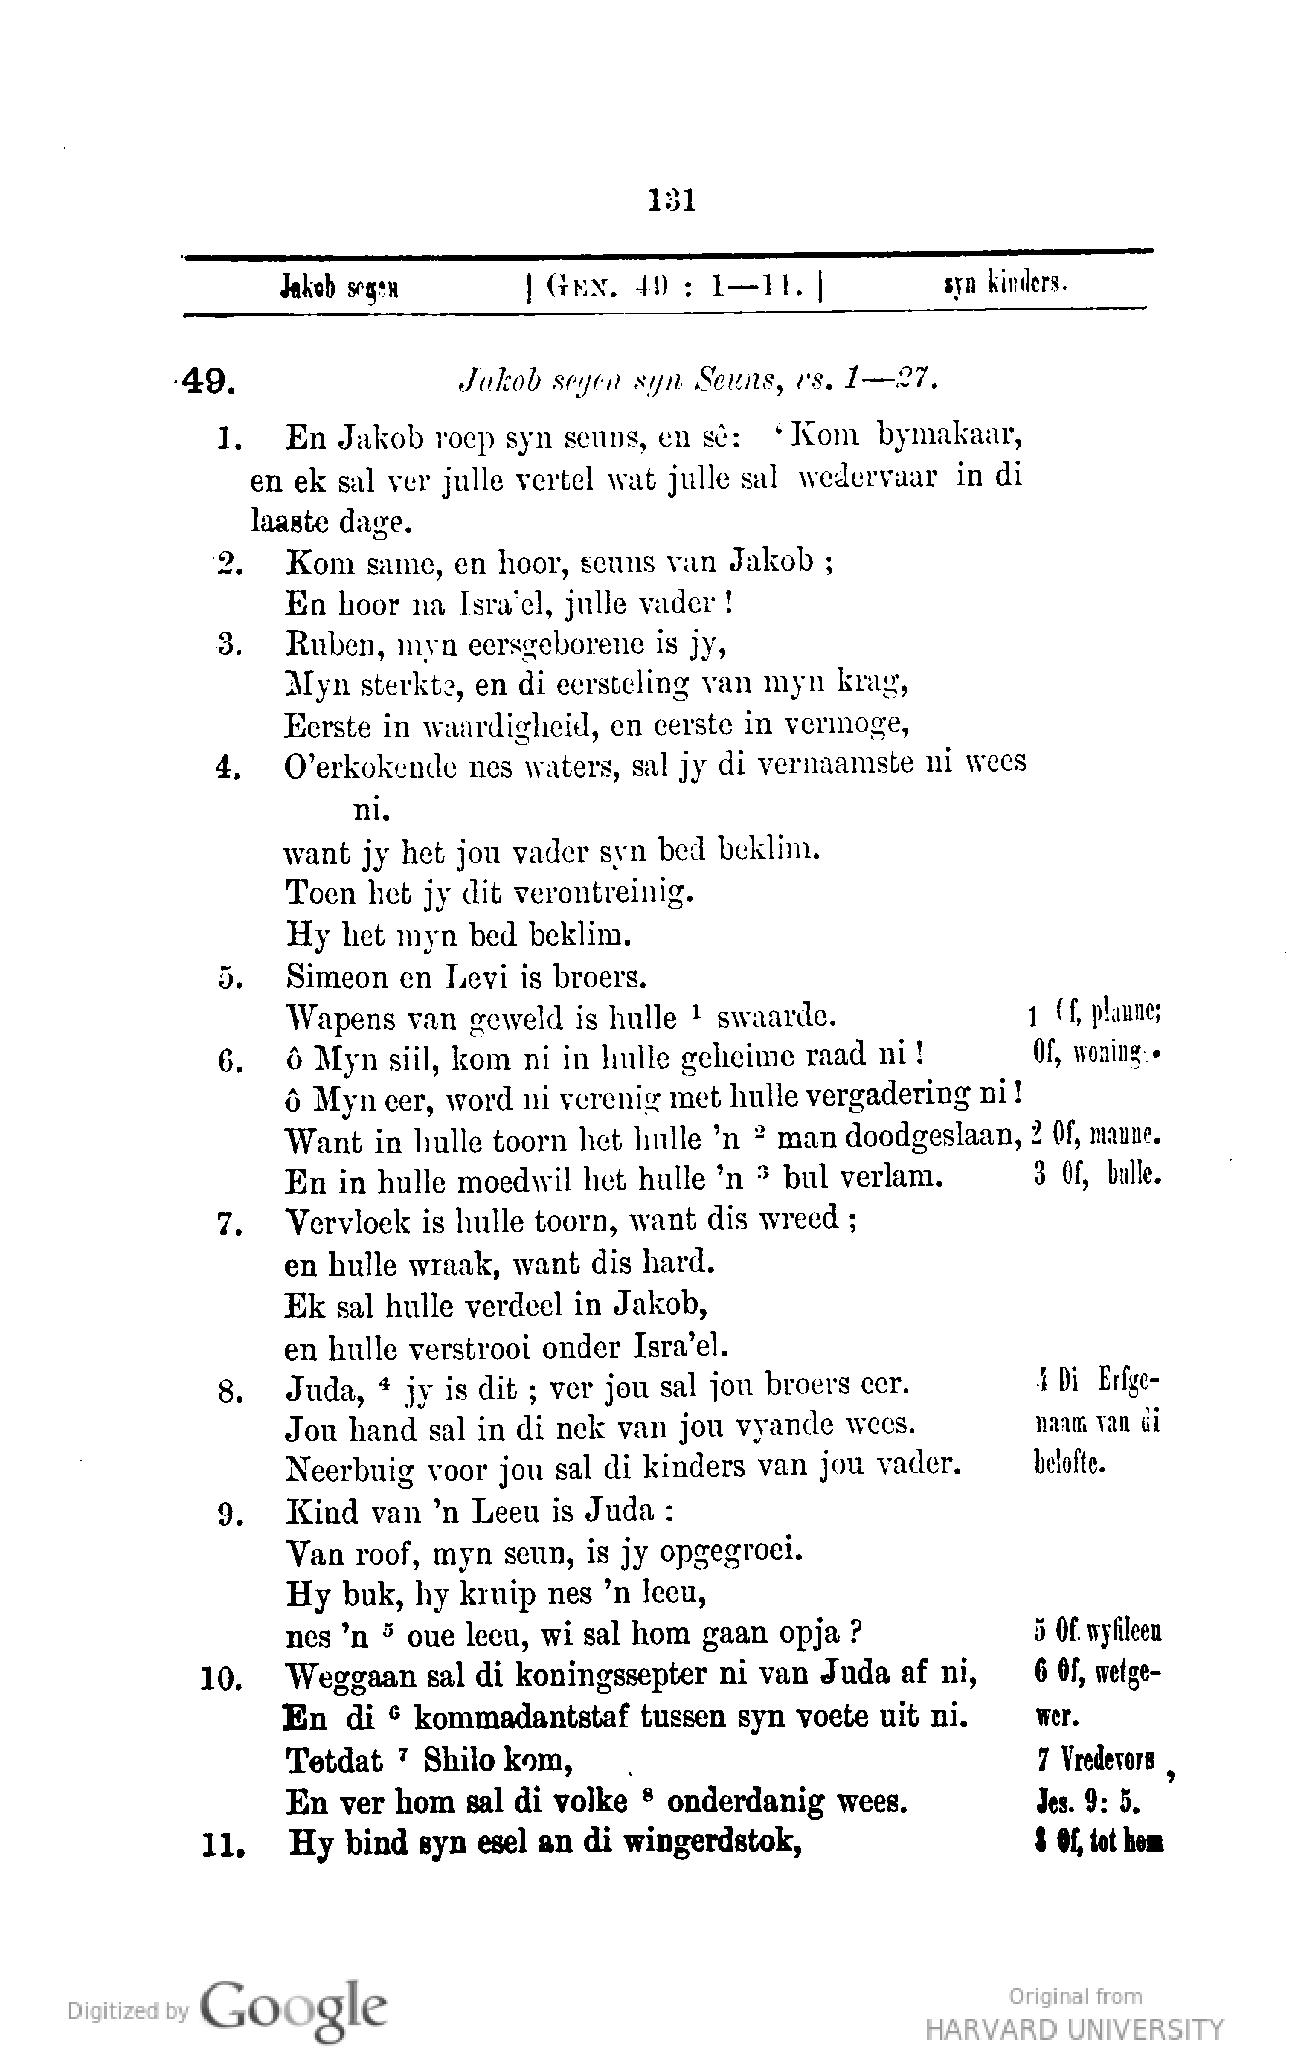 131
Jakob segen | GEN. 49 : 1—11. | syn kinders.
49. Jakob segen syn Seuns, vs. 1—27.
1. En Jakob roep syn seuns, en sê: ‘Kom bymakaar,
en ek sal ver julle vertel wat julle sal wedervaar in di
laaste dage.
2. Kom same, en hoor, seuns van Jakob ;
En hoor na Isra'el, julle vader !
3. Ruben, myn eersgeborene is jy,
Myn sterkte, en di eersteling van myn krag,
Eerste in waardigheid, en eerste in vermoge,
4. O’erkokende nes waters, sal jy di vernaamste ni wees
ni.
want jy het jou vader syn bed beklim.
Toen het jy dit verontreinig.
Hy het myn bed beklim.
5. Simeon en Levi is broers.
Wapens van geweld is hulle ¹ swaarde. 1 Of, planne;
6. ô Myn siil, kom ni in hulle geheime raad ni ! Of, woning.
ô Myn eer, word ni verenig met hulle vergadering ni !
Want in hulle toorn het hulle ’n ² man doodgeslaan, 2 Of, manne.
En in hulle moedwil het hulle ’n ³ bul verlam. 3 Of, bulle.
7. Vervloek is hulle toorn, want dis wreed ;
en hulle wraak, want dis hard.
Ek sal hulle verdeel in Jakob,
en hulle verstrooi onder Isra’el.
8. Juda, ⁴ jy is dit ; ver jou sal jou broers eer. 4 Di Erfge-
Jou hand sal in di nek van jou vyande wees. naam van di
Neerbuig voor jou sal di kinders van jou vader. belofte.
9. Kind van ’n Leeu is Juda :
Van roof, myn seun, is jy opgegroei.
Hy buk, hy kruip nes ’n leeu,
nes ’n ⁵ oue leeu, wi sal hom gaan opja ? 5 Of. wyfileeu
10. Weggaan sal di koningssepter ni van Juda af ni, 6 Of, wetge-
En di ⁶ kommadantstaf tussen syn voete uit ni. wer.
Totdat ⁷ Shilo kom, 7 Vredevors,
En ver hom sal di volke ⁸ onderdanig wees. Jes. 9: 5.
11. Hy bind syn esel an di wingerdstok, 8 Of, tot hom
Digitized by Google
Original from
HARVARD UNIVERSITY